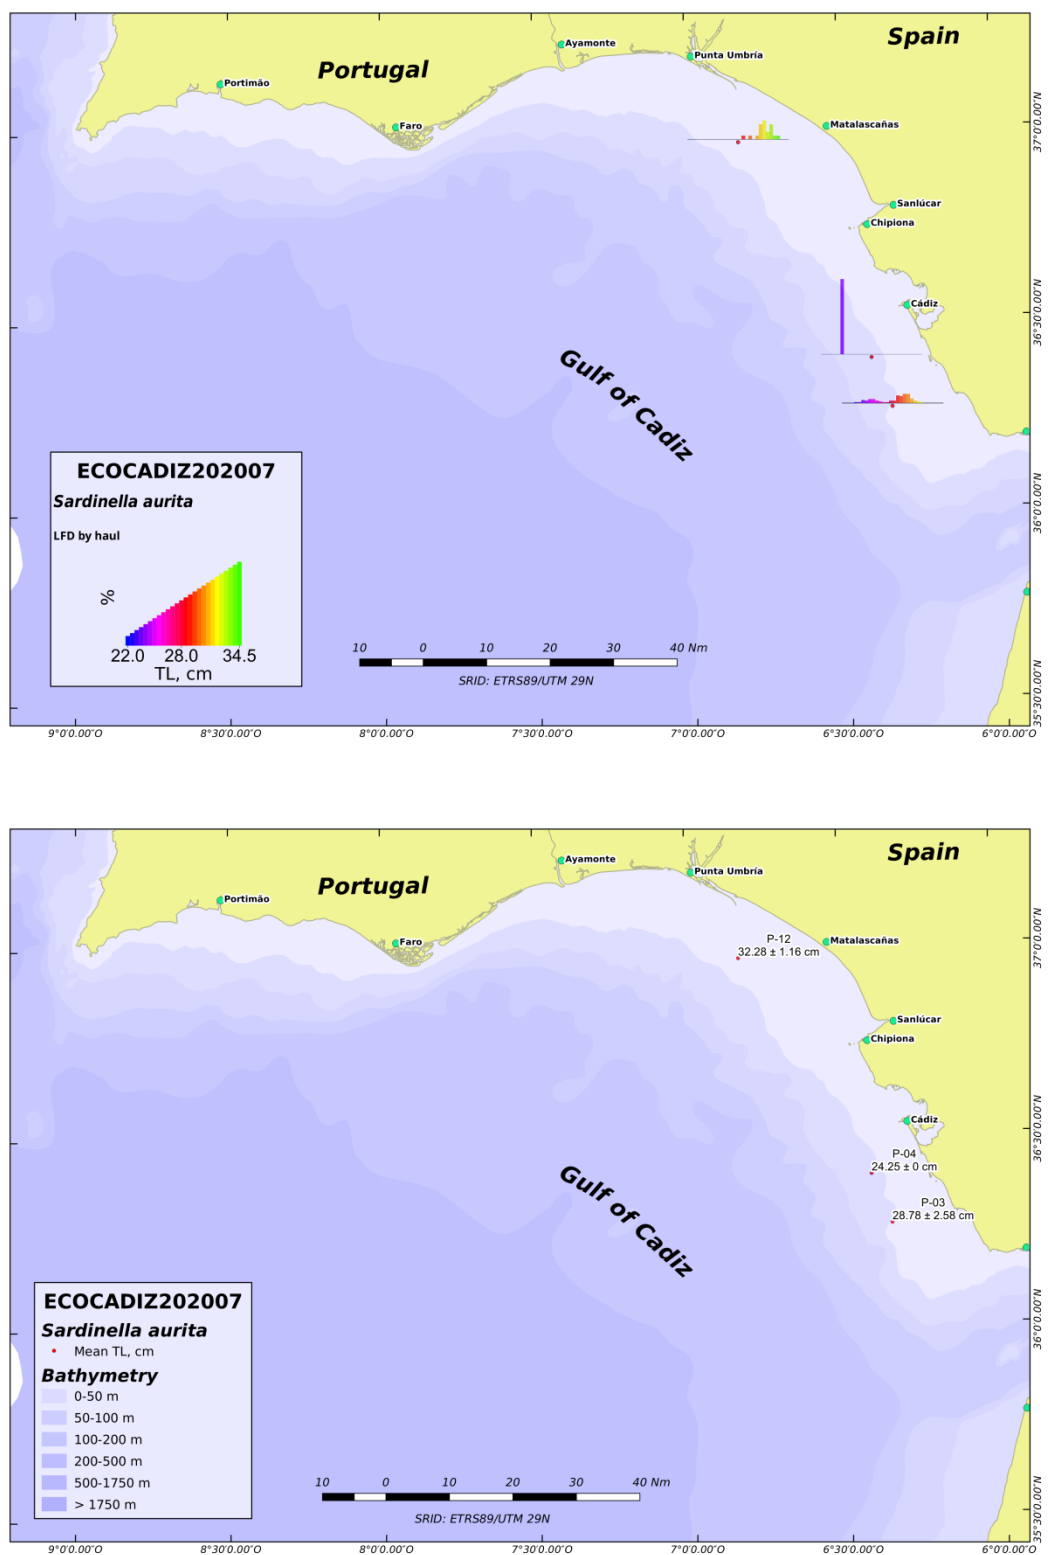 Spain
Portugal
Ayamonte
Punta Umbría
Portimão
Faro
Matalascañas
Sanlúcar
Chipiona
Cádiz
Gulf of Cadiz
37°0'0.00"N
36°30'0.00"N
36°0'0.00"N
35°30'0.00"N
ECOCADIZ202007
Sardinella aurita
LFD by haul
%
22.0 28.0 34.5
TL, cm
10 0 10 20 30 40 Nm
SRID: ETRS89/UTM 29N
9°0'0.00"O 8°30'0.00"O 8°0'0.00"O 7°30'0.00"O 7°0'0.00"O 6°30'0.00"O 6°0'0.00"O
Spain
Portugal
Ayamonte
Punta Umbría
Portimão
Faro
Matalascañas
P-12
32.28 ± 1.16 cm
Sanlúcar
Chipiona
Cádiz
P-04
24.25 ± 0 cm
P-03
28.78 ± 2.58 cm
Gulf of Cadiz
37°0'0.00"N
36°30'0.00"N
36°0'0.00"N
35°30'0.00"N
ECOCADIZ202007
Sardinella aurita
Mean TL, cm
Bathymetry
0-50 m
50-100 m
100-200 m
200-500 m
500-1750 m
> 1750 m
10 0 10 20 30 40 Nm
SRID: ETRS89/UTM 29N
9°0'0.00"O 8°30'0.00"O 8°0'0.00"O 7°30'0.00"O 7°0'0.00"O 6°30'0.00"O 6°0'0.00"O